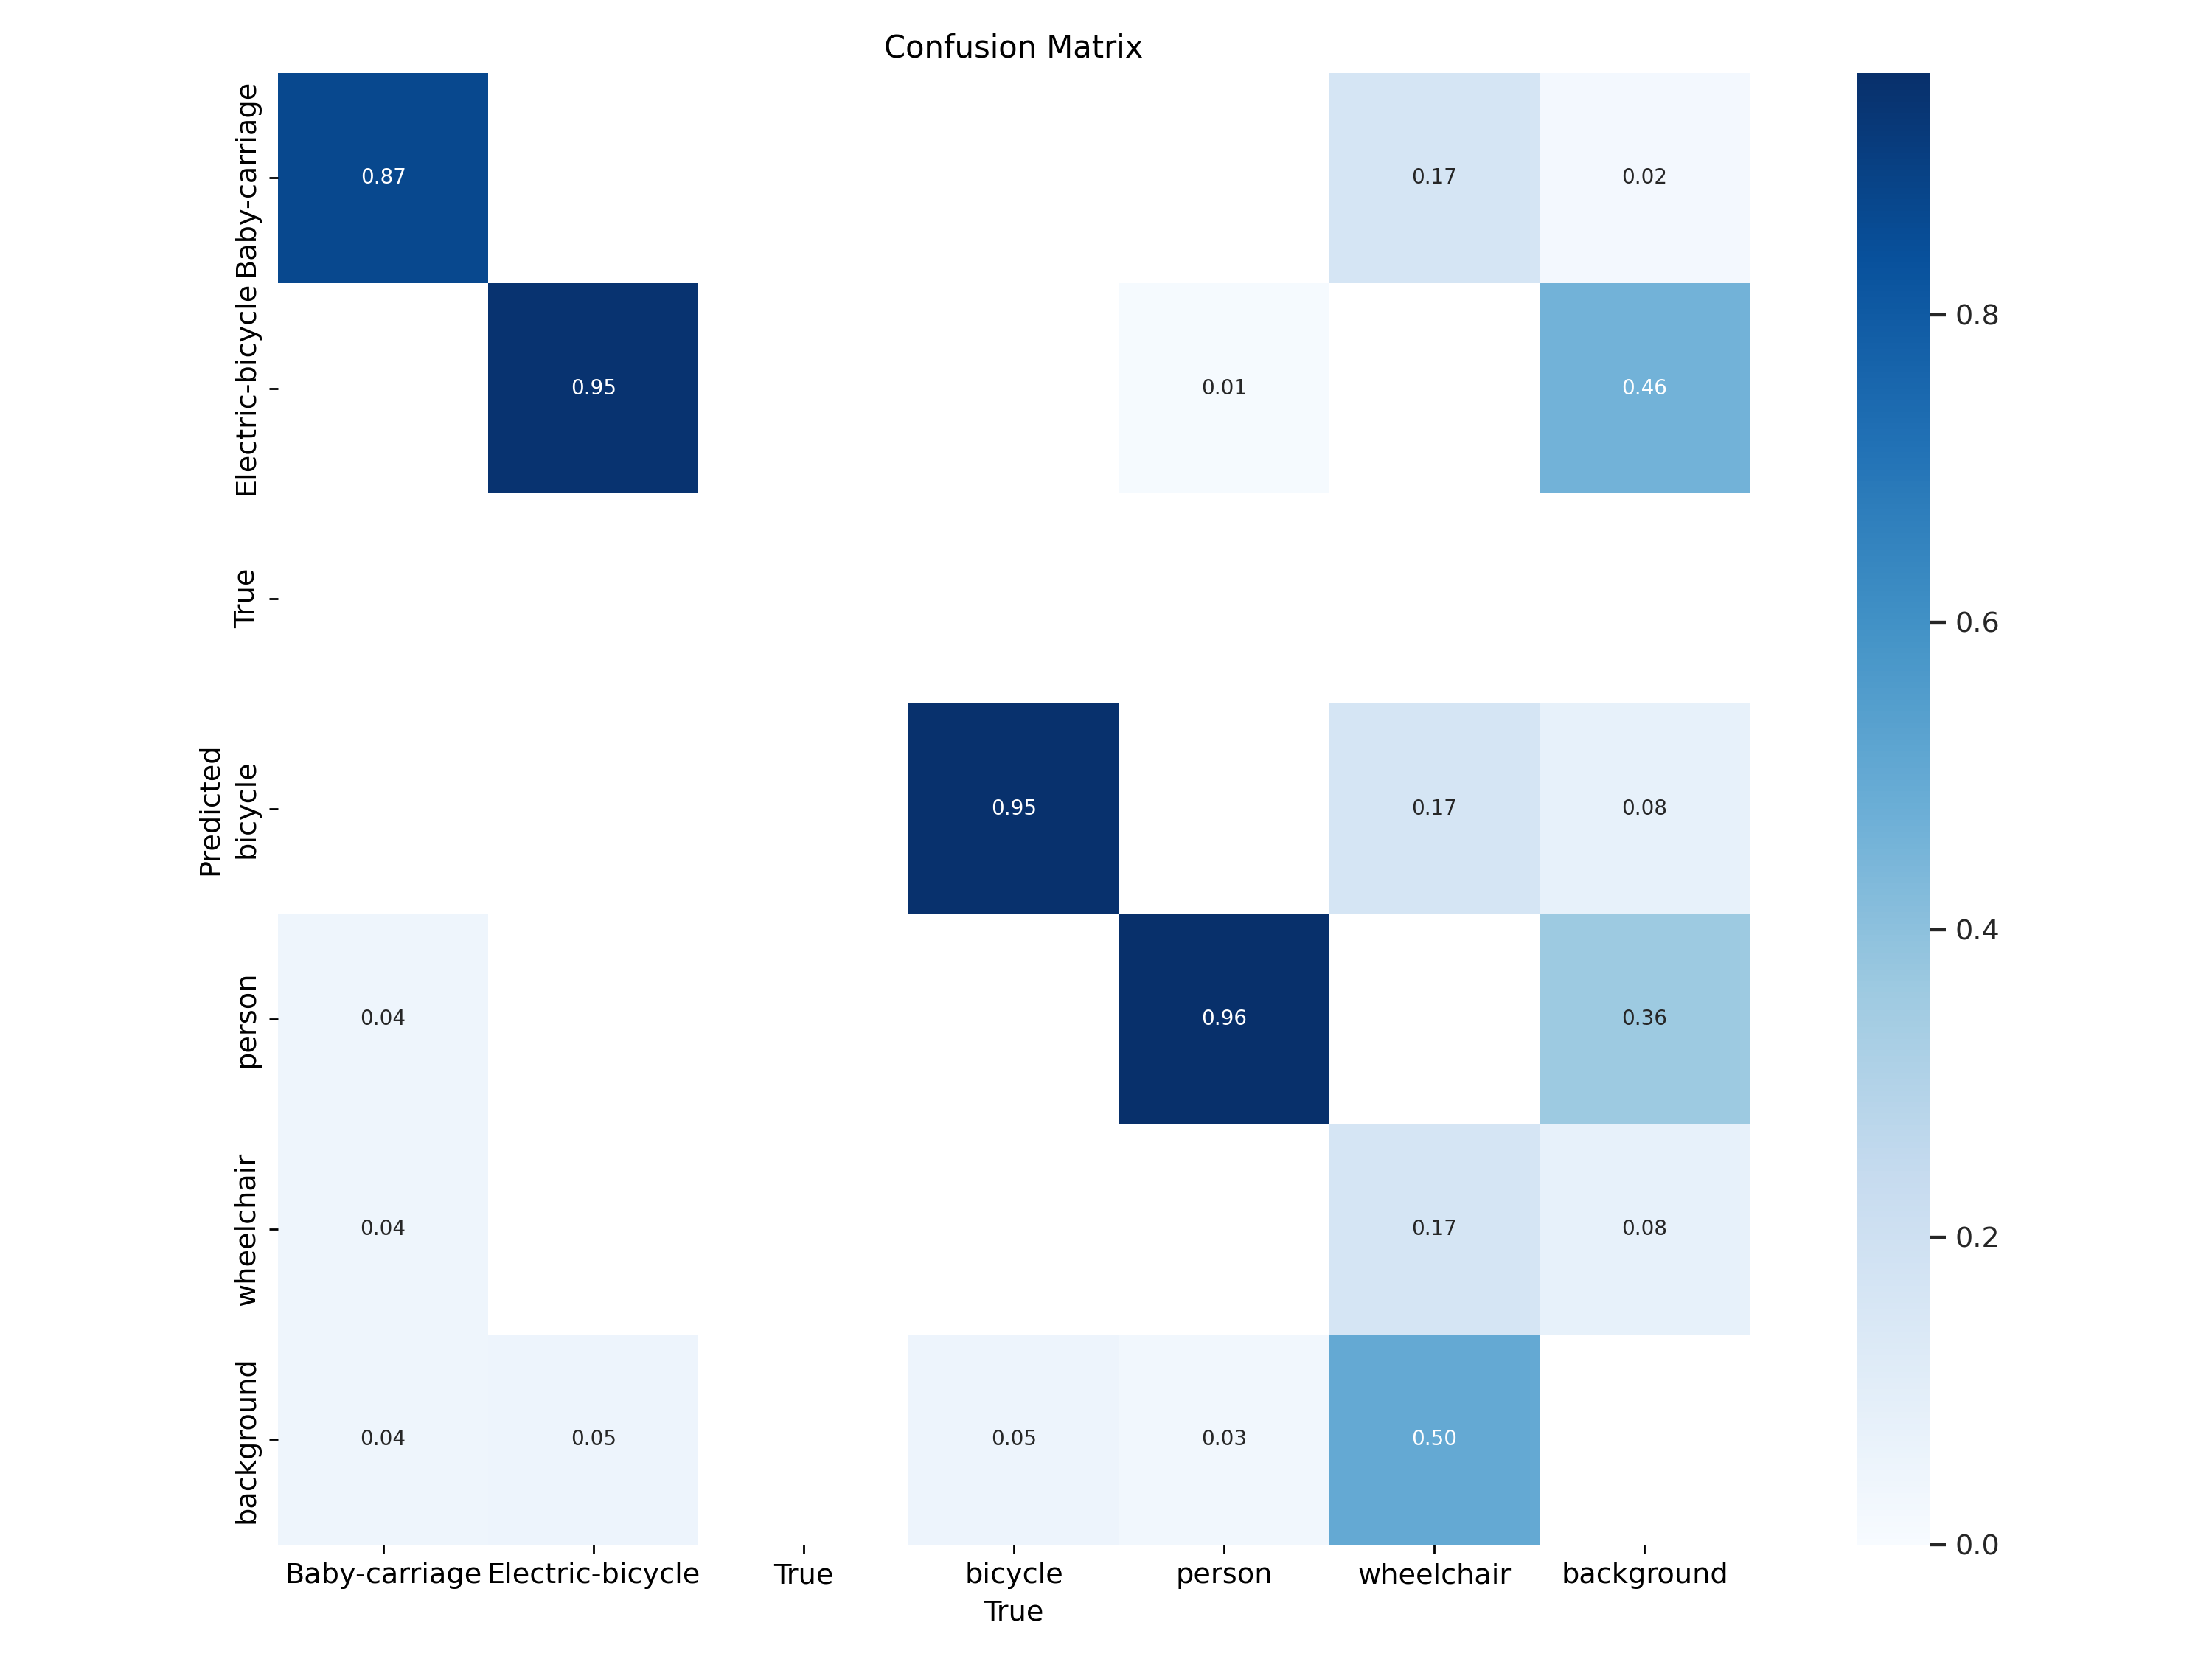 Confusion Matrix
Baby-carriage
0.87
0.17
0.02
Electric-bicycle
0.95
0.01
0.46
True
Predicted
bicycle
0.95
0.17
0.08
person
0.04
0.96
0.36
wheelchair
0.04
0.17
0.08
background
0.04
0.05
0.05
0.03
0.50
Baby-carriage
Electric-bicycle
True
bicycle
person
wheelchair
background
True
0.8
0.6
0.4
0.2
0.0